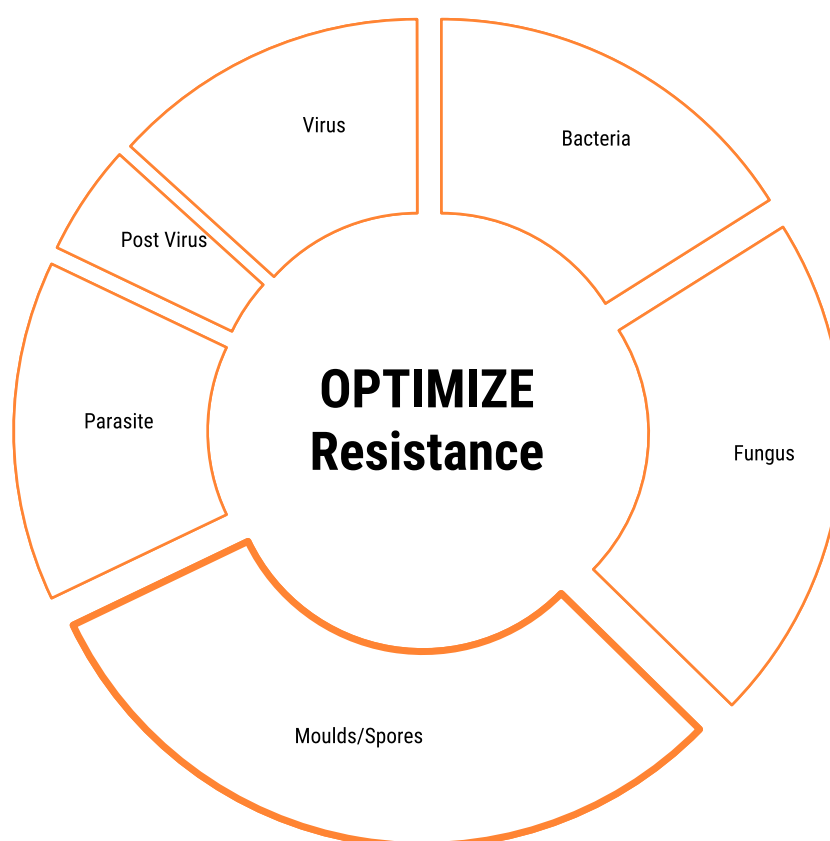 Virus
Bacteria
Post Virus
OPTIMIZE
Resistance
Parasite
Fungus
Moulds/Spores